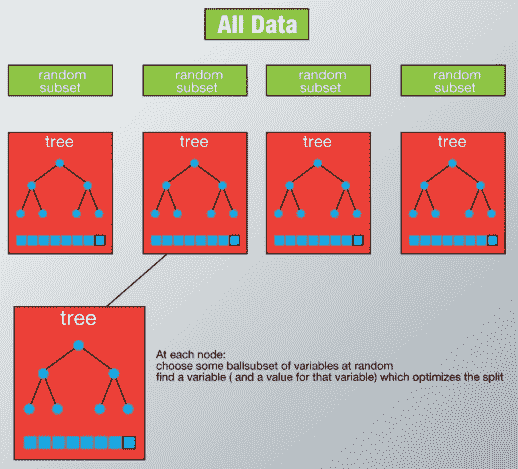 All Data
random
subset
random
subset
random
subset
random
subset
tree
tree
tree
tree
tree
At each node:
choose some ballsubset of variables at random
find a variable ( and a value for that variable) which optimizes the split